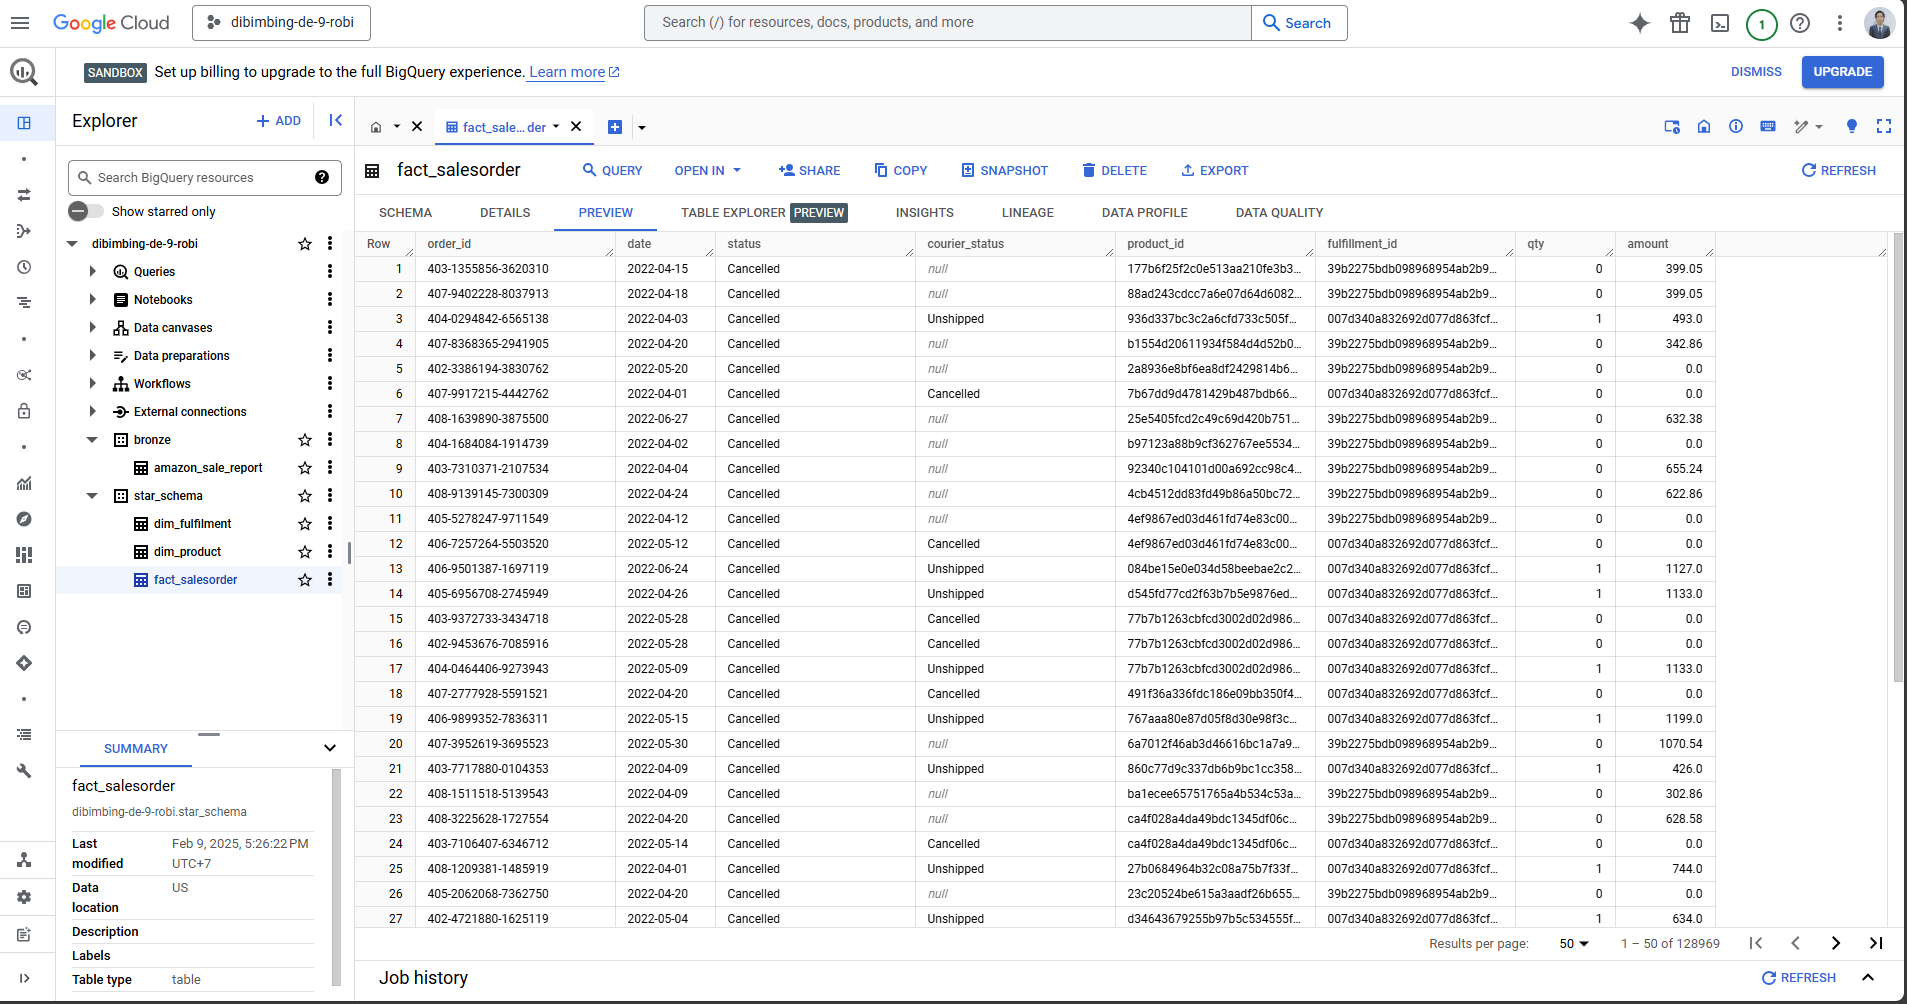 Google Cloud
dibimbing-de-9-robi
Search (/) for resources, docs, products, and more
Search
1
SANDBOX Set up billing to upgrade to the full BigQuery experience. Learn more
DISMISS
UPGRADE
Explorer
ADD
Search BigQuery resources
Show starred only
dibimbing-de-9-robi
Queries
Notebooks
Data canvases
Data preparations
Workflows
External connections
bronze
amazon_sale_report
star_schema
dim_fulfilment
dim_product
fact_salesorder
SUMMARY
fact_salesorder
dibimbing-de-9-robi.star_schema
Last modified Feb 9, 2025, 5:26:22 PM UTC+7
Data location US
Description
Labels
Table type table
fact_sale... der
fact_salesorder
QUERY OPEN IN SHARE COPY SNAPSHOT DELETE EXPORT REFRESH
SCHEMA DETAILS PREVIEW TABLE EXPLORER PREVIEW INSIGHTS LINEAGE DATA PROFILE DATA QUALITY
Row order_id date status courier_status product_id fulfillment_id qty amount
1 403-1355856-3620310 2022-04-15 Cancelled null 177b6f25f2c0e513aa210fe3b3... 39b2275bdb098968954ab2b9... 0 399.05
2 407-9402228-8037913 2022-04-18 Cancelled null 88ad243cdcc7a6e07d64d6082... 39b2275bdb098968954ab2b9... 0 399.05
3 404-0294842-6565138 2022-04-03 Cancelled Unshipped 936d337bc3c2a6cfd733c505f... 007d340a832692d077d863fcf... 1 493.0
4 407-8368365-2941905 2022-04-20 Cancelled null b1554d20611934f584d4d52b0... 39b2275bdb098968954ab2b9... 0 342.86
5 402-3386194-3830762 2022-05-20 Cancelled null 2a8936e8bf6ea8df2429814b6... 39b2275bdb098968954ab2b9... 0 0.0
6 407-9917215-4442762 2022-04-01 Cancelled Cancelled 7b67dd9d4781429b487bdb66... 007d340a832692d077d863fcf... 0 0.0
7 408-1639890-3875500 2022-06-27 Cancelled null 25e5405fcd2c49c69d420b751... 39b2275bdb098968954ab2b9... 0 632.38
8 404-1684084-1914739 2022-04-02 Cancelled null b97123a88b9cf362767ee5534... 39b2275bdb098968954ab2b9... 0 0.0
9 403-7310371-2107534 2022-04-04 Cancelled null 92340c104101d00a692cc98c4... 39b2275bdb098968954ab2b9... 0 655.24
10 408-9139145-7300309 2022-04-24 Cancelled null 4cb4512dd83fd49b86a50bc72... 39b2275bdb098968954ab2b9... 0 622.86
11 405-5278247-9711549 2022-04-12 Cancelled null 4ef9867ed03d461fd74e83c00... 39b2275bdb098968954ab2b9... 0 0.0
12 406-7257264-5503520 2022-05-12 Cancelled Cancelled 4ef9867ed03d461fd74e83c00... 007d340a832692d077d863fcf... 0 0.0
13 406-9501387-1697119 2022-06-24 Cancelled Unshipped 084be15e0e034d58beebae2c2... 007d340a832692d077d863fcf... 1 1127.0
14 405-6956708-2745949 2022-04-26 Cancelled Unshipped d545fd77cd2f63b7b5e9876ed... 007d340a832692d077d863fcf... 1 1133.0
15 403-9372733-3434718 2022-05-28 Cancelled Cancelled 77b7b1263cbfcd3002d02d986... 007d340a832692d077d863fcf... 0 0.0
16 402-9453676-7085916 2022-05-28 Cancelled Cancelled 77b7b1263cbfcd3002d02d986... 007d340a832692d077d863fcf... 0 0.0
17 404-0464406-9273943 2022-05-09 Cancelled Unshipped 77b7b1263cbfcd3002d02d986... 007d340a832692d077d863fcf... 1 1133.0
18 407-2777928-5591521 2022-04-20 Cancelled Cancelled 491f36a336fdc186e09bb350f4... 007d340a832692d077d863fcf... 0 0.0
19 406-9899352-7836311 2022-05-15 Cancelled Unshipped 767aaa80e87d05f8d30e98f3c... 007d340a832692d077d863fcf... 1 1199.0
20 407-3952619-3695523 2022-05-30 Cancelled null 6a7012f46ab3d46616bc1a7a9... 39b2275bdb098968954ab2b9... 0 1070.54
21 403-7717880-0104353 2022-04-09 Cancelled Unshipped 860c77d9c337db6b9bc1cc358... 007d340a832692d077d863fcf... 1 426.0
22 408-1511518-5139543 2022-04-09 Cancelled null ba1ecee65751765a4b534c53a... 39b2275bdb098968954ab2b9... 0 302.86
23 408-3225628-1727554 2022-04-20 Cancelled null ca4f028a4da49bdc1345df06c... 39b2275bdb098968954ab2b9... 0 628.58
24 403-7106407-6346712 2022-05-14 Cancelled Cancelled ca4f028a4da49bdc1345df06c... 007d340a832692d077d863fcf... 0 0.0
25 408-1209381-1485919 2022-04-01 Cancelled Unshipped 27b0684964b32c08a75b7f33f... 007d340a832692d077d863fcf... 1 744.0
26 405-2062068-7362750 2022-04-20 Cancelled null 23c20524be615a3aadf26b655... 39b2275bdb098968954ab2b9... 0 0.0
27 402-4721880-1625119 2022-05-04 Cancelled Unshipped d34643679255b97b5c534555f... 007d340a832692d077d863fcf... 1 634.0
Results per page: 50 1 – 50 of 128969
Job history
REFRESH